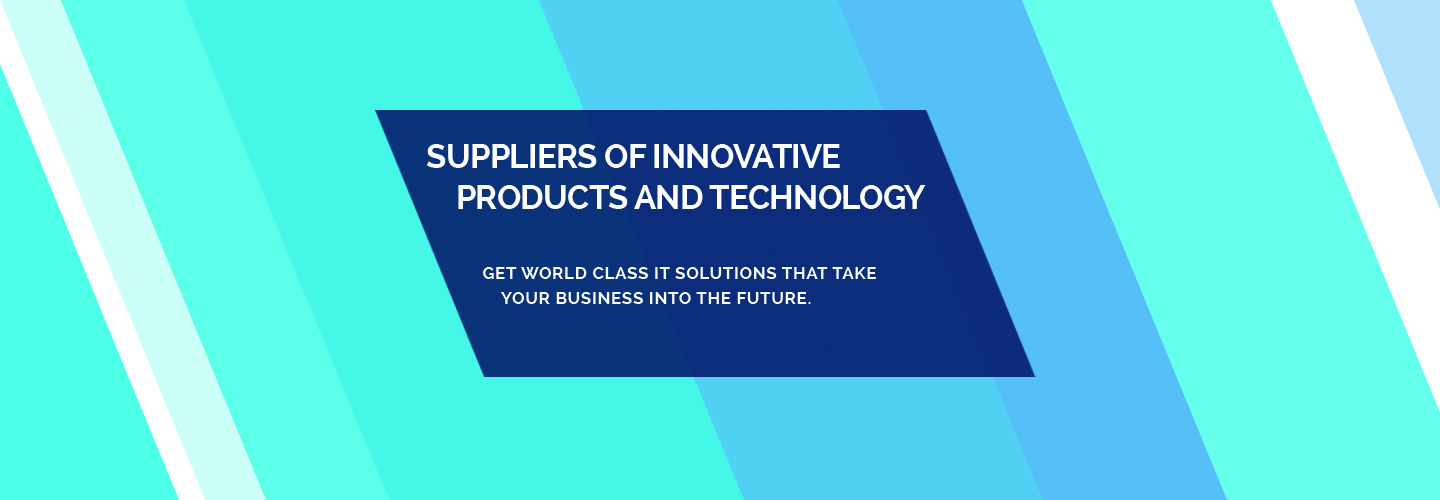 SUPPLIERS OF INNOVATIVE
PRODUCTS AND TECHNOLOGY
GET WORLD CLASS IT SOLUTIONS THAT TAKE
YOUR BUSINESS INTO THE FUTURE.